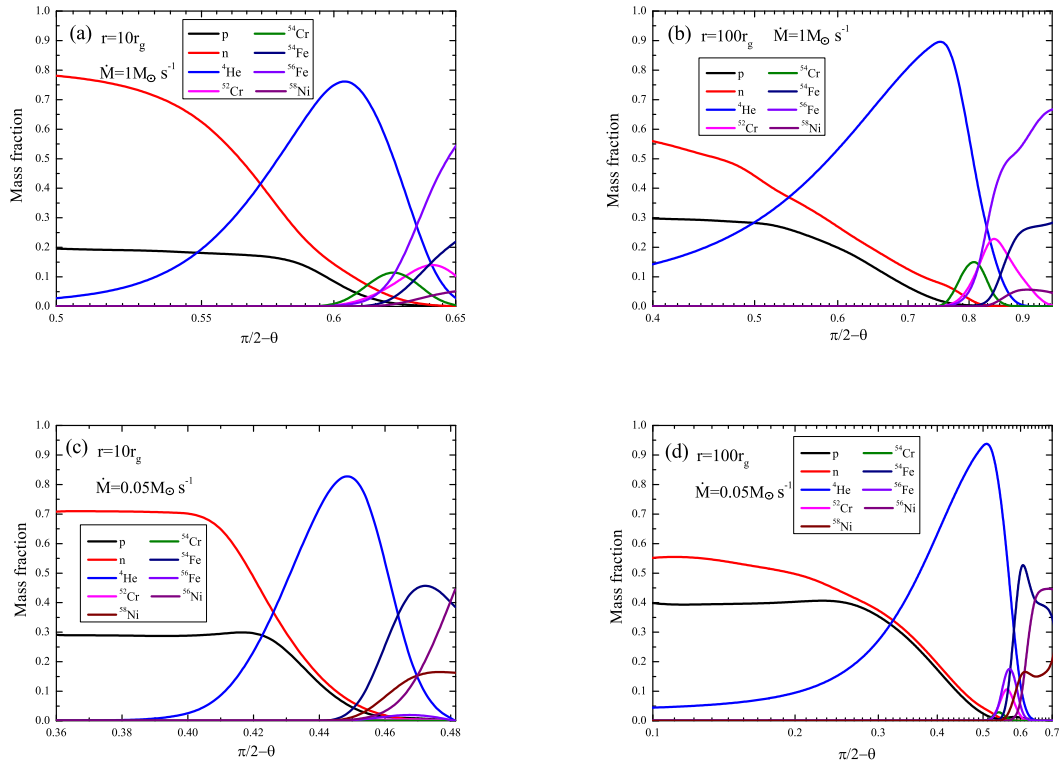 (a)
r=10r_g
Ṁ=1M⊙ s⁻¹
p
n
⁴He
⁵²Cr
⁵⁴Cr
⁵⁴Fe
⁵⁶Fe
⁵⁸Ni
Mass fraction
1.0
0.9
0.8
0.7
0.6
0.5
0.4
0.3
0.2
0.1
0.0
0.5
0.55
0.6
0.65
π/2−θ
(b)
r=100r_g Ṁ=1M⊙ s⁻¹
p
n
⁴He
⁵²Cr
⁵⁴Cr
⁵⁴Fe
⁵⁶Fe
⁵⁸Ni
Mass fraction
1.0
0.9
0.8
0.7
0.6
0.5
0.4
0.3
0.2
0.1
0.0
0.4
0.5
0.6
0.7
0.8
0.9
π/2−θ
(c)
r=10r_g
Ṁ=0.05M⊙ s⁻¹
p
n
⁴He
⁵²Cr
⁵⁸Ni
⁵⁴Cr
⁵⁴Fe
⁵⁶Fe
⁵⁶Ni
Mass fraction
1.0
0.9
0.8
0.7
0.6
0.5
0.4
0.3
0.2
0.1
0.0
0.36
0.38
0.40
0.42
0.44
0.46
0.48
π/2−θ
(d)
r=100r_g
Ṁ=0.05M⊙ s⁻¹
p
n
⁴He
⁵²Cr
⁵⁸Ni
⁵⁴Cr
⁵⁴Fe
⁵⁶Fe
⁵⁶Ni
Mass fraction
1.0
0.9
0.8
0.7
0.6
0.5
0.4
0.3
0.2
0.1
0.0
0.1
0.2
0.3
0.4
0.5
0.6
0.7
π/2−θ